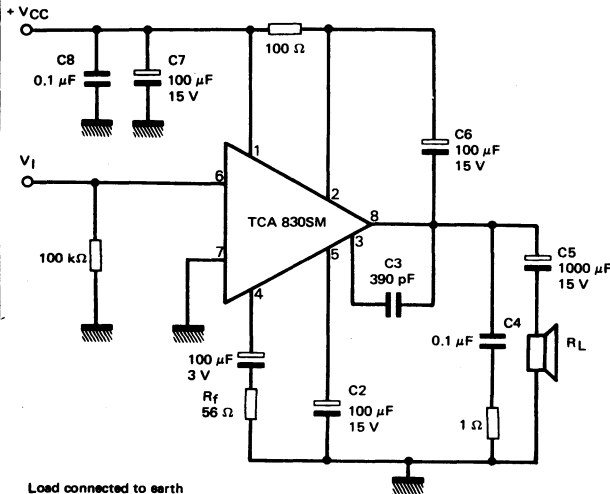 + VCC
C8
0.1 μF
C7
100 μF
15 V
100 Ω
C6
100 μF
15 V
VI
1
2
6
TCA 830SM
8
3
7
5
4
100 kΩ
C3
390 pF
C5
1000 μF
15 V
C4
0.1 μF
RL
100 μF
3 V
Rf
56 Ω
C2
100 μF
15 V
1 Ω
Load connected to earth